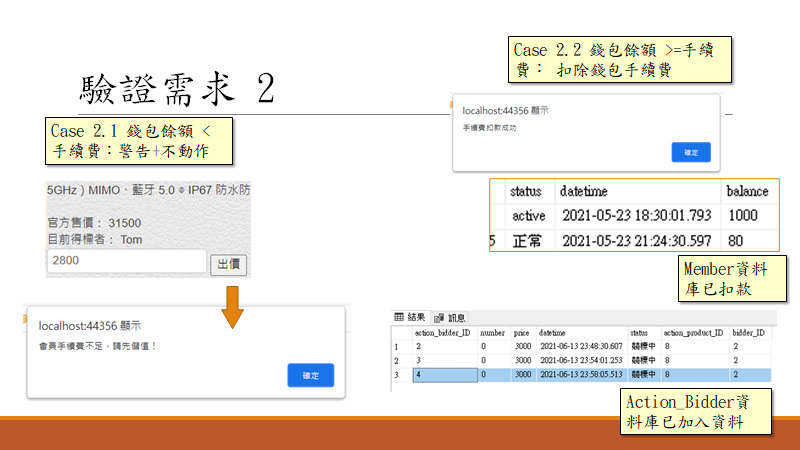 驗證需求 2
Case 2.1 錢包餘額 <
手續費：警告+不動作
5GHz）MIMO、藍牙 5.0 ⊕ IP67 防水防
官方售價： 31500
目前得標者： Tom
2800
出價
localhost:44356 顯示
會員手續費不足，請先儲值！
確定
Case 2.2 錢包餘額 >=手續
費： 扣除錢包手續費
localhost:44356 顯示
手續費扣款成功
確定
status datetime balance
active 2021-05-23 18:30:01.793 1000
5 正常 2021-05-23 21:24:30.597 80
Member資料
庫已扣款
結果 訊息
action_bidder_ID number price datetime status action_product_ID bidder_ID
1 2 0 3000 2021-06-13 23:48:30.607 競標中 8 2
2 3 0 3000 2021-06-13 23:54:01.253 競標中 8 2
3 4 0 3000 2021-06-13 23:58:05.513 競標中 8 2
Action_Bidder資
料庫已加入資料